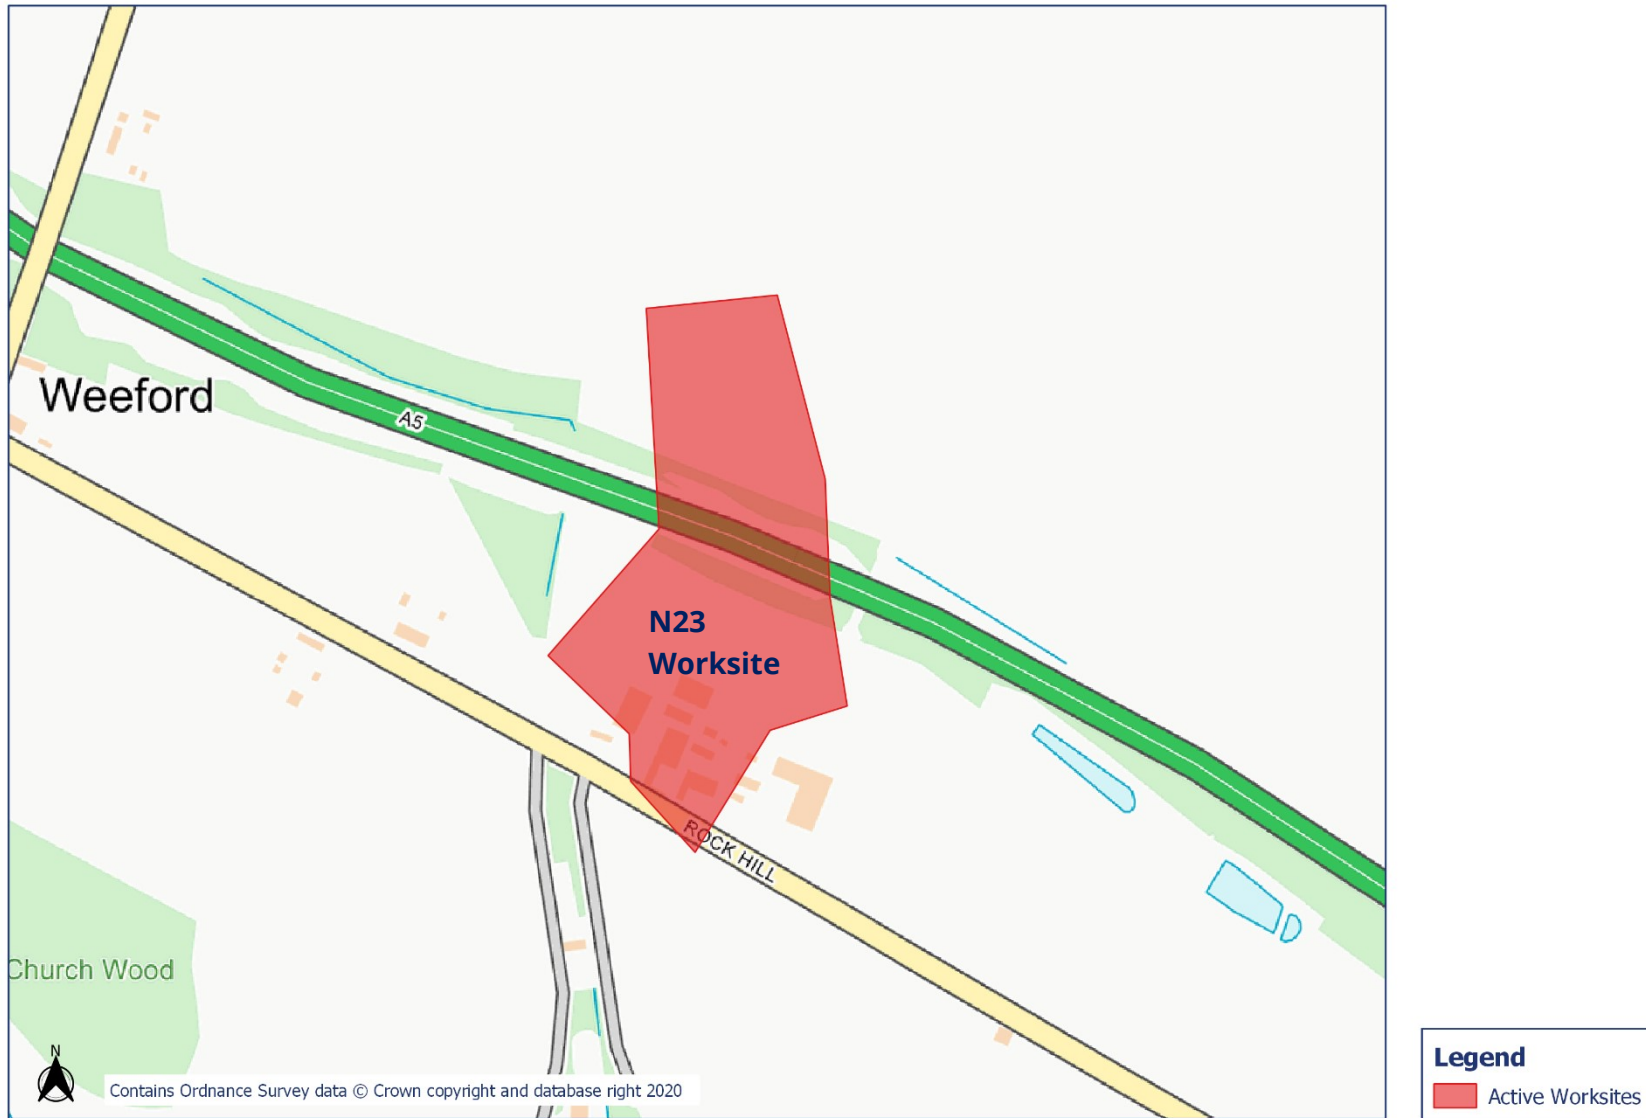 Weeford
A5
N23
Worksite
ROCK HILL
Church Wood
N
Contains Ordnance Survey data © Crown copyright and database right 2020
Legend
Active Worksites